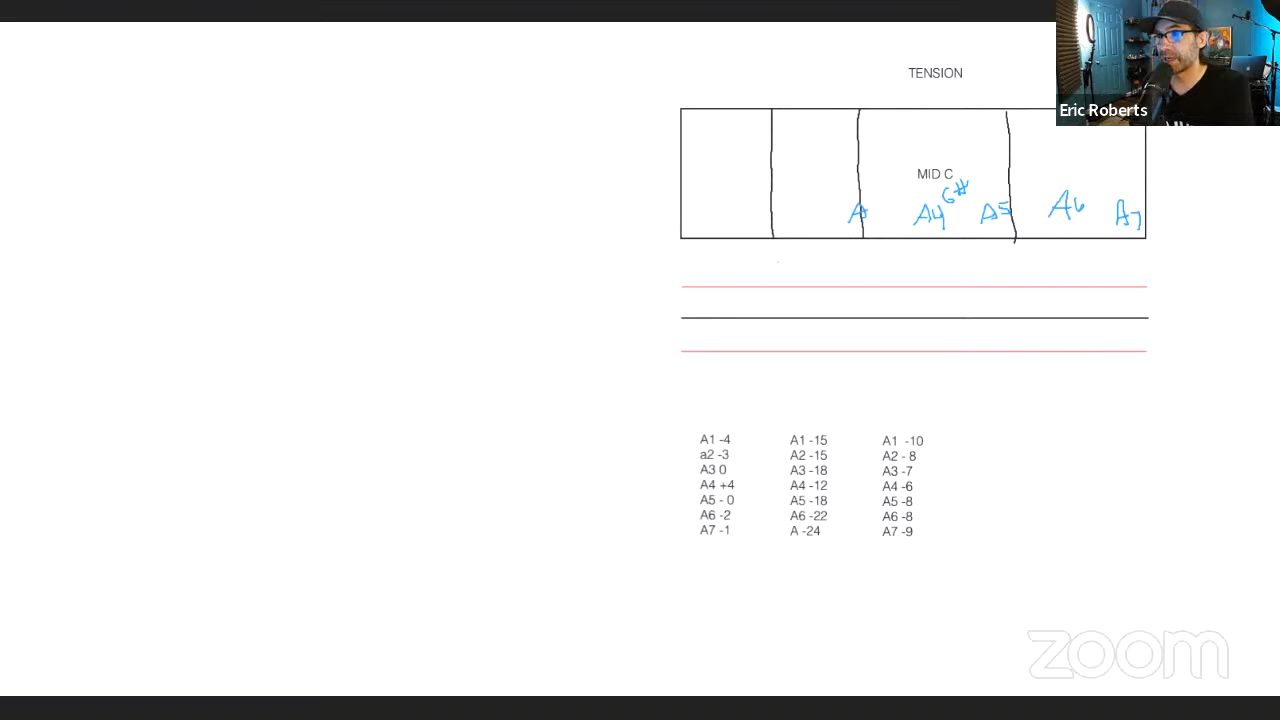 TENSION
Eric Roberts
MID C
G#
A A4 A5 A6 A7
A1 -4 A1 -15 A1 -10
a2 -3 A2 -15 A2 - 8
A3 0 A3 -18 A3 -7
A4 +4 A4 -12 A4 -6
A5 - 0 A5 -18 A5 -8
A6 -2 A6 -22 A6 -8
A7 -1 A -24 A7 -9
zoom